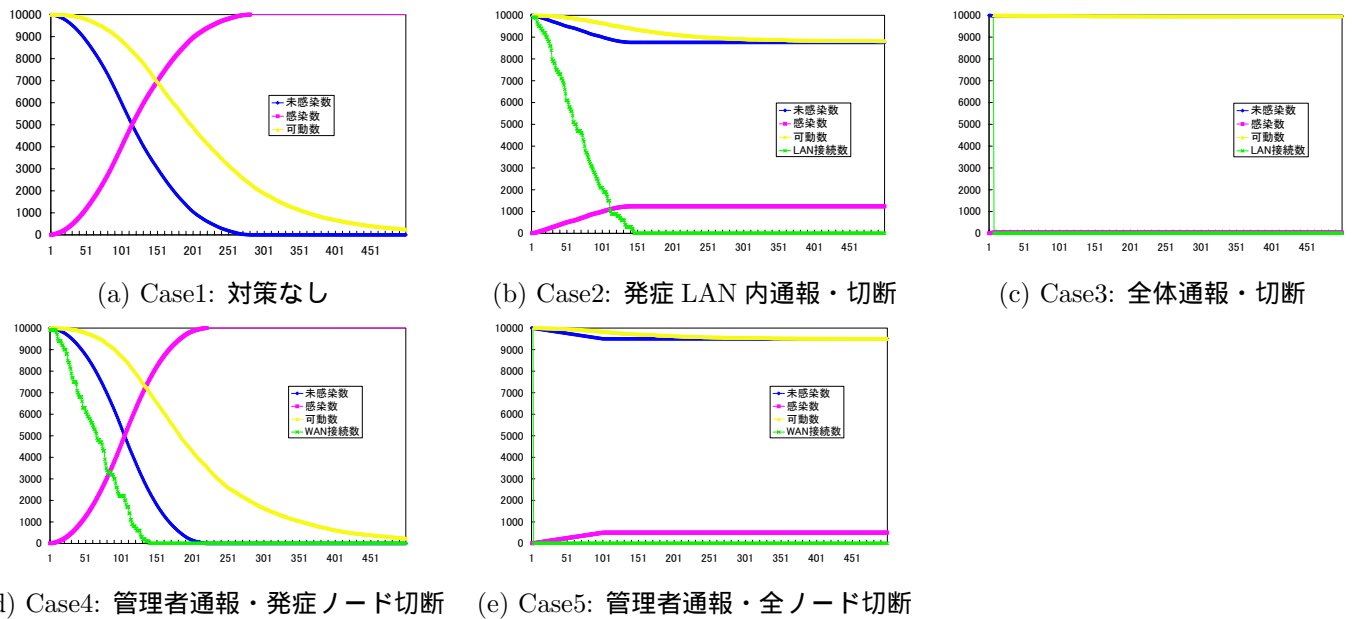 10000
9000
8000
7000
6000
5000
4000
3000
2000
1000
0
1 51 101 151 201 251 301 351 401 451
未感染数
感染数
可動数
(a) Case1: 対策なし
10000
9000
8000
7000
6000
5000
4000
3000
2000
1000
0
1 51 101 151 201 251 301 351 401 451
未感染数
感染数
可動数
LAN接続数
(b) Case2: 発症 LAN 内通報・切断
10000
9000
8000
7000
6000
5000
4000
3000
2000
1000
0
1 51 101 151 201 251 301 351 401 451
未感染数
感染数
可動数
LAN接続数
(c) Case3: 全体通報・切断
10000
9000
8000
7000
6000
5000
4000
3000
2000
1000
0
1 51 101 151 201 251 301 351 401 451
未感染数
感染数
可動数
WAN接続数
d) Case4: 管理者通報・発症ノード切断
10000
9000
8000
7000
6000
5000
4000
3000
2000
1000
0
1 51 101 151 201 251 301 351 401 451
未感染数
感染数
可動数
WAN接続数
(e) Case5: 管理者通報・全ノード切断